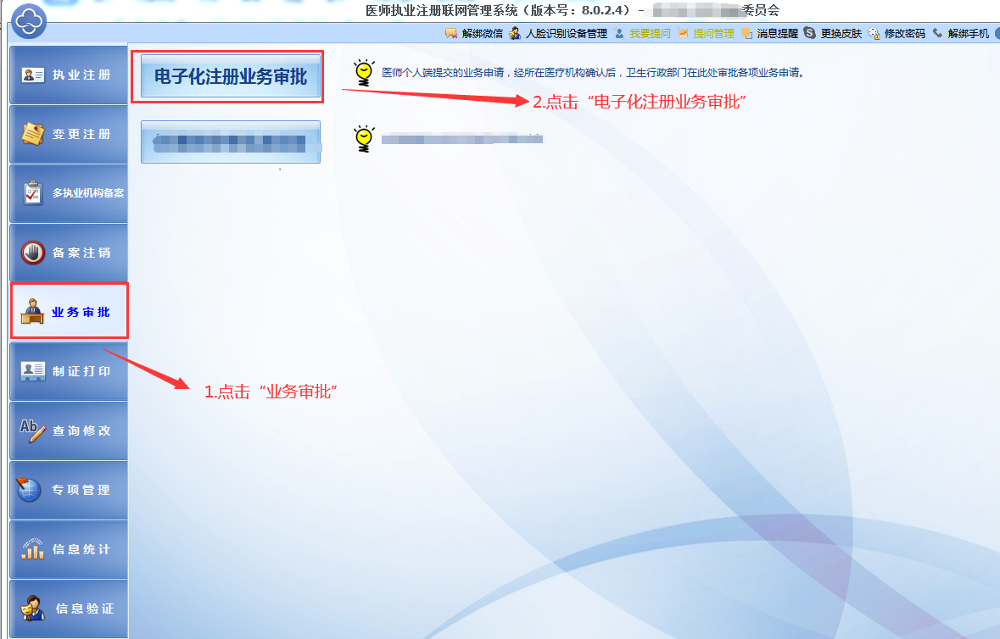 医师执业注册联网管理系统（版本号：8.0.2.4） - 委员会
解绑微信 人脸识别设备管理 我要提问 提问管理 消息提醒 更换皮肤 修改密码 解绑手机
执业注册
变更注册
多执业机构备案
备案注销
业务审批
制证打印
Ab 查询修改
专项管理
信息统计
信息验证
电子化注册业务审批
医师个人端提交的业务申请，经所在医疗机构确认后，卫生行政部门在此处审批各项业务申请。
2.点击“电子化注册业务审批”
1.点击“业务审批”